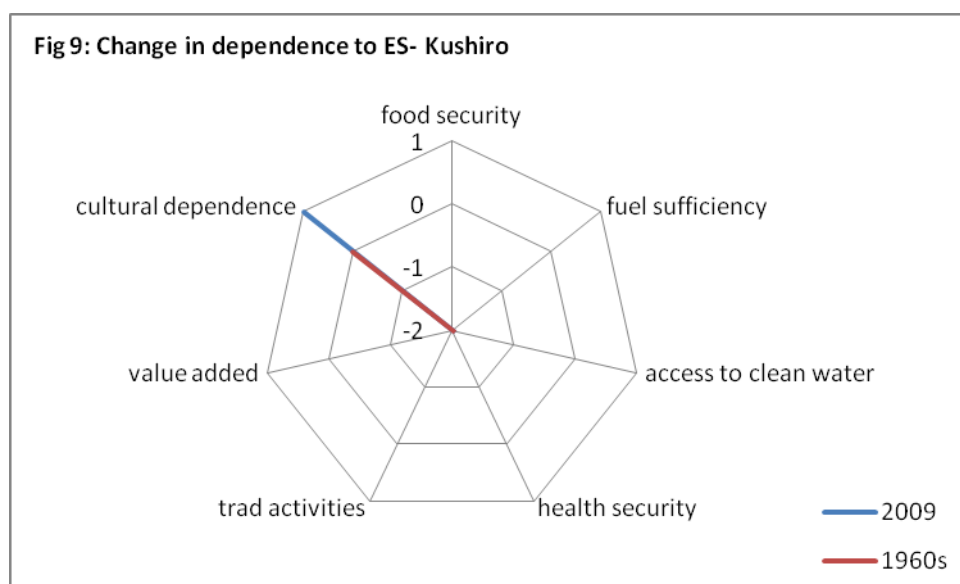 Fig 9: Change in dependence to ES- Kushiro
food security
1
cultural dependence
0
fuel sufficiency
-1
-2
value added
access to clean water
trad activities
health security
2009
1960s